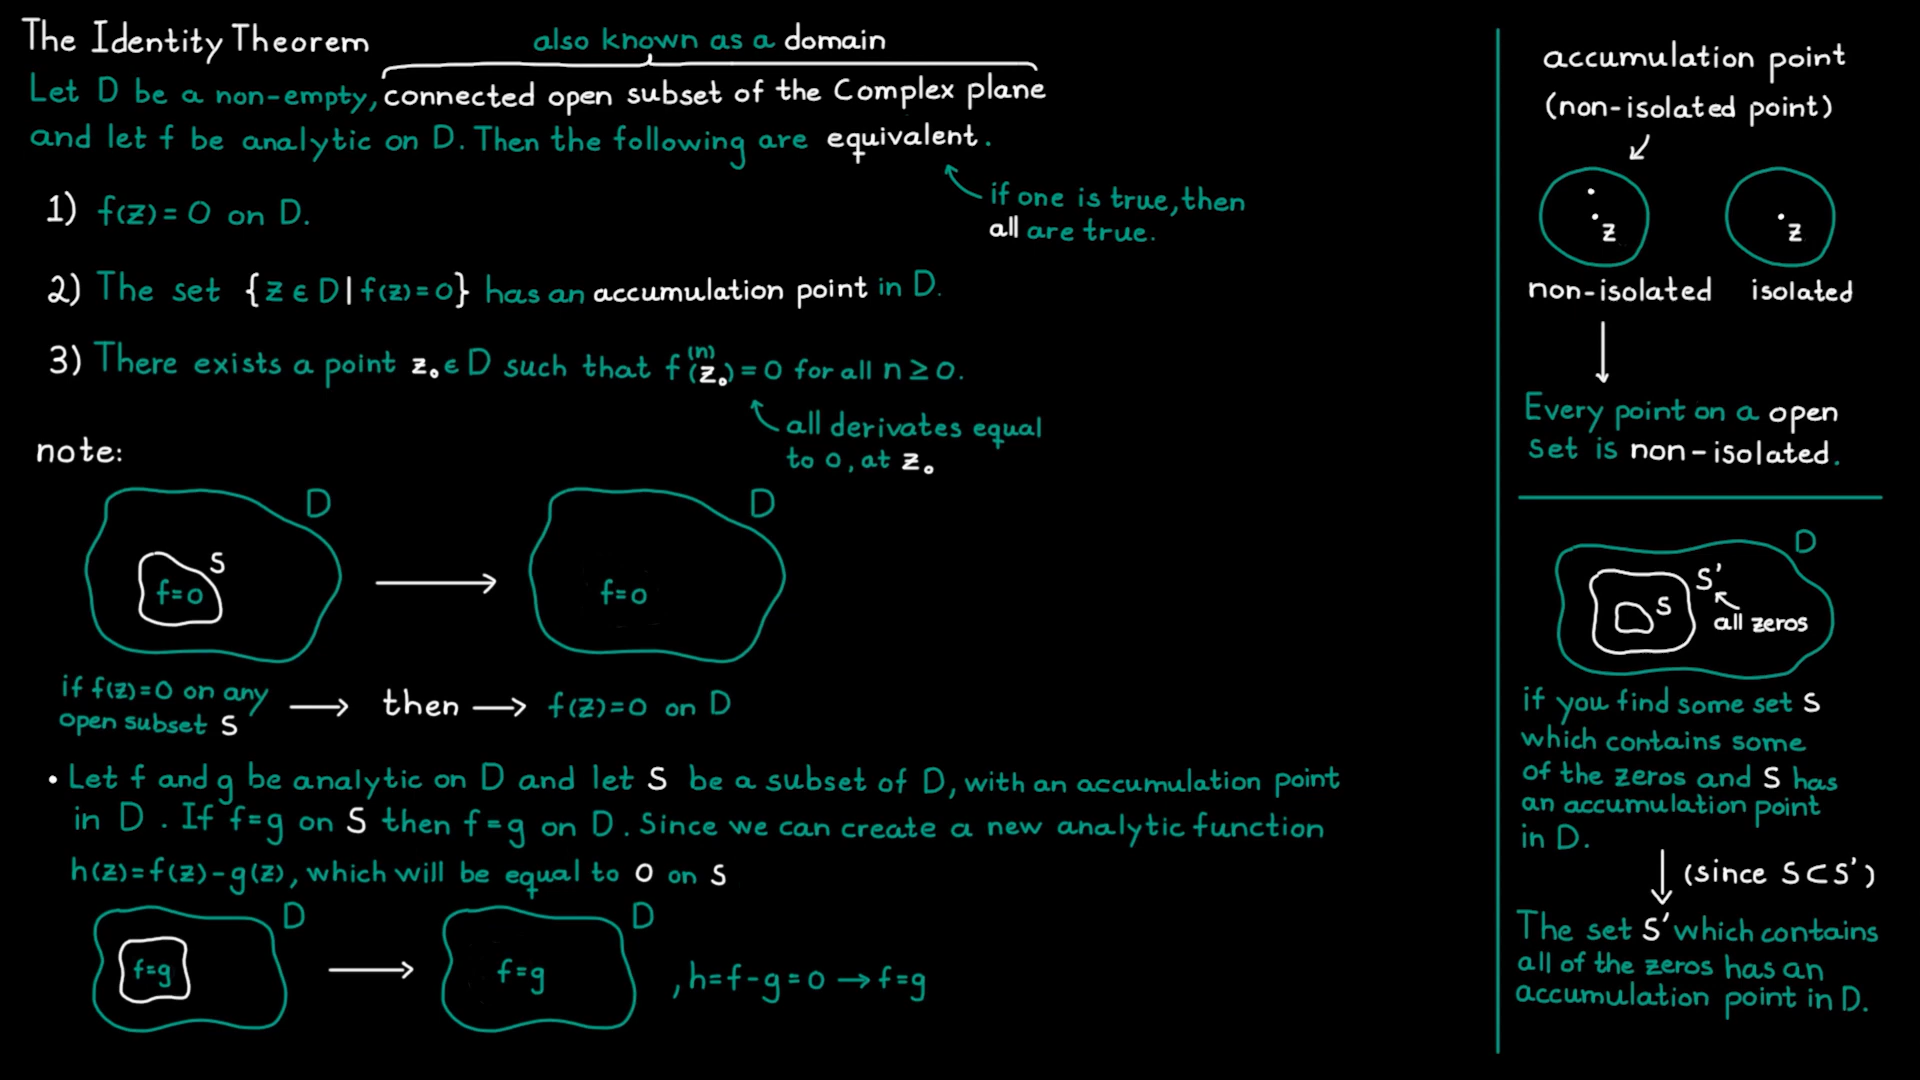 The Identity Theorem
also known as a domain
Let D be a non-empty, connected open subset of the Complex plane
and let f be analytic on D. Then the following are equivalent.
if one is true, then
all are true.
1) f(z)=0 on D.
2) The set {z ∈ D | f(z)=0} has an accumulation point in D.
3) There exists a point z₀ ∈ D such that f⁽ⁿ⁾(z₀) = 0 for all n ≥ 0.
all derivates equal
to 0, at z₀
note:
D
S
f=0
D
f=0
if f(z)=0 on any
open subset S
then
f(z)=0 on D
• Let f and g be analytic on D and let S be a subset of D, with an accumulation point
in D. If f=g on S then f=g on D. Since we can create a new analytic function
h(z)=f(z)-g(z), which will be equal to 0 on S
D
f=g
D
f=g
, h=f-g=0 → f=g
accumulation point
(non-isolated point)
z
z
non-isolated isolated
Every point on a open
set is non-isolated.
D
S'
S
all zeros
if you find some set S
which contains some
of the zeros and S has
an accumulation point
in D.
(since S⊂S')
The set S' which contains
all of the zeros has an
accumulation point in D.